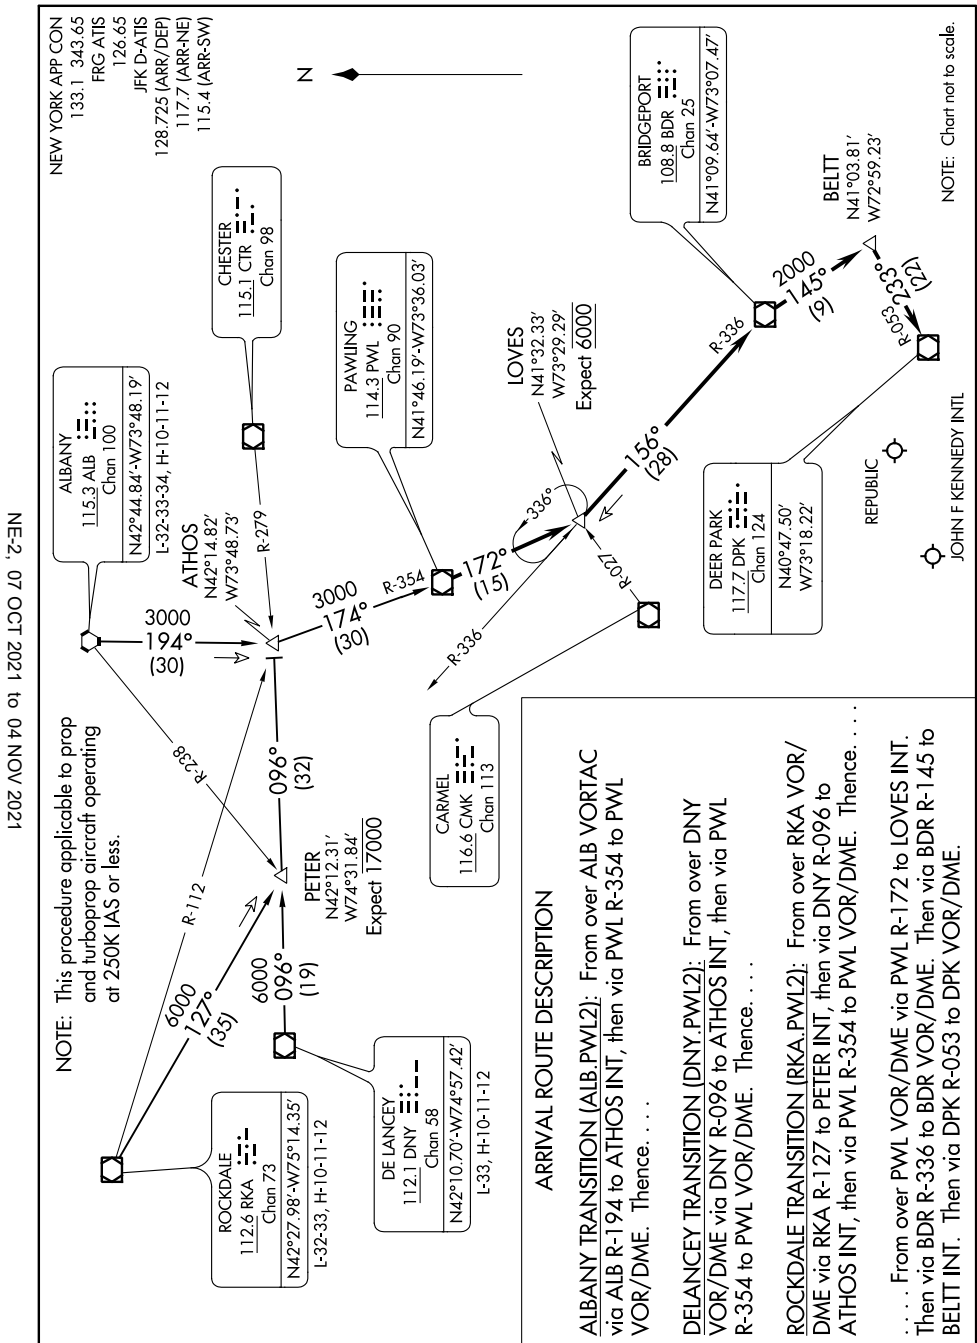 NEW YORK APP CON
133.1 343.65
FRG ATIS
126.65
JFK D-ATIS
128.725 (ARR/DEP)
117.7 (ARR-NE)
115.4 (ARR-SW)
N
NOTE: This procedure applicable to prop
and turboprop aircraft operating
at 250K IAS or less.
ALBANY
115.3 ALB
Chan 100
N42°44.84'-W73°48.19'
L-32-33-34, H-10-11-12
CHESTER
115.1 CTR
Chan 98
ROCKDALE
112.6 RKA
Chan 73
N42°27.98'-W75°14.35'
L-32-33, H-10-11-12
DE LANCEY
112.1 DNY
Chan 58
N42°10.70'-W74°57.42'
L-33, H-10-11-12
PETER
N42°12.31'
W74°31.84'
Expect 17000
ATHOS
N42°14.82'
W73°48.73'
PAWLING
114.3 PWL
Chan 90
N41°46.19'-W73°36.03'
LOVES
N41°32.33'
W73°29.29'
Expect 6000
CARMEL
116.6 CMK
Chan 113
BRIDGEPORT
108.8 BDR
Chan 25
N41°09.64'-W73°07.47'
BELTT
N41°03.81'
W72°59.23'
DEER PARK
117.7 DPK
Chan 124
N40°47.50'
W73°18.22'
REPUBLIC
JOHN F KENNEDY INTL
6000
127°
(35)
R-112
R-238
6000
096°
(19)
096°
(32)
3000
194°
(30)
R-279
3000
174°
(30)
R-354
172°
(15)
336°
R-336
R-027
156°
(28)
R-336
2000
145°
(9)
R-053
233°
(22)
NOTE: Chart not to scale.
ARRIVAL ROUTE DESCRIPTION
ALBANY TRANSITION (ALB.PWL2): From over ALB VORTAC
via ALB R-194 to ATHOS INT, then via PWL R-354 to PWL
VOR/DME. Thence. . . .
DELANCEY TRANSITION (DNY.PWL2): From over DNY
VOR/DME via DNY R-096 to ATHOS INT, then via PWL
R-354 to PWL VOR/DME. Thence. . . .
ROCKDALE TRANSITION (RKA.PWL2): From over RKA VOR/
DME via RKA R-127 to PETER INT, then via DNY R-096 to
ATHOS INT, then via PWL R-354 to PWL VOR/DME. Thence. . . .
. . . . From over PWL VOR/DME via PWL R-172 to LOVES INT.
Then via BDR R-336 to BDR VOR/DME. Then via BDR R-145 to
BELTT INT. Then via DPK R-053 to DPK VOR/DME.
NE-2, 07 OCT 2021 to 04 NOV 2021